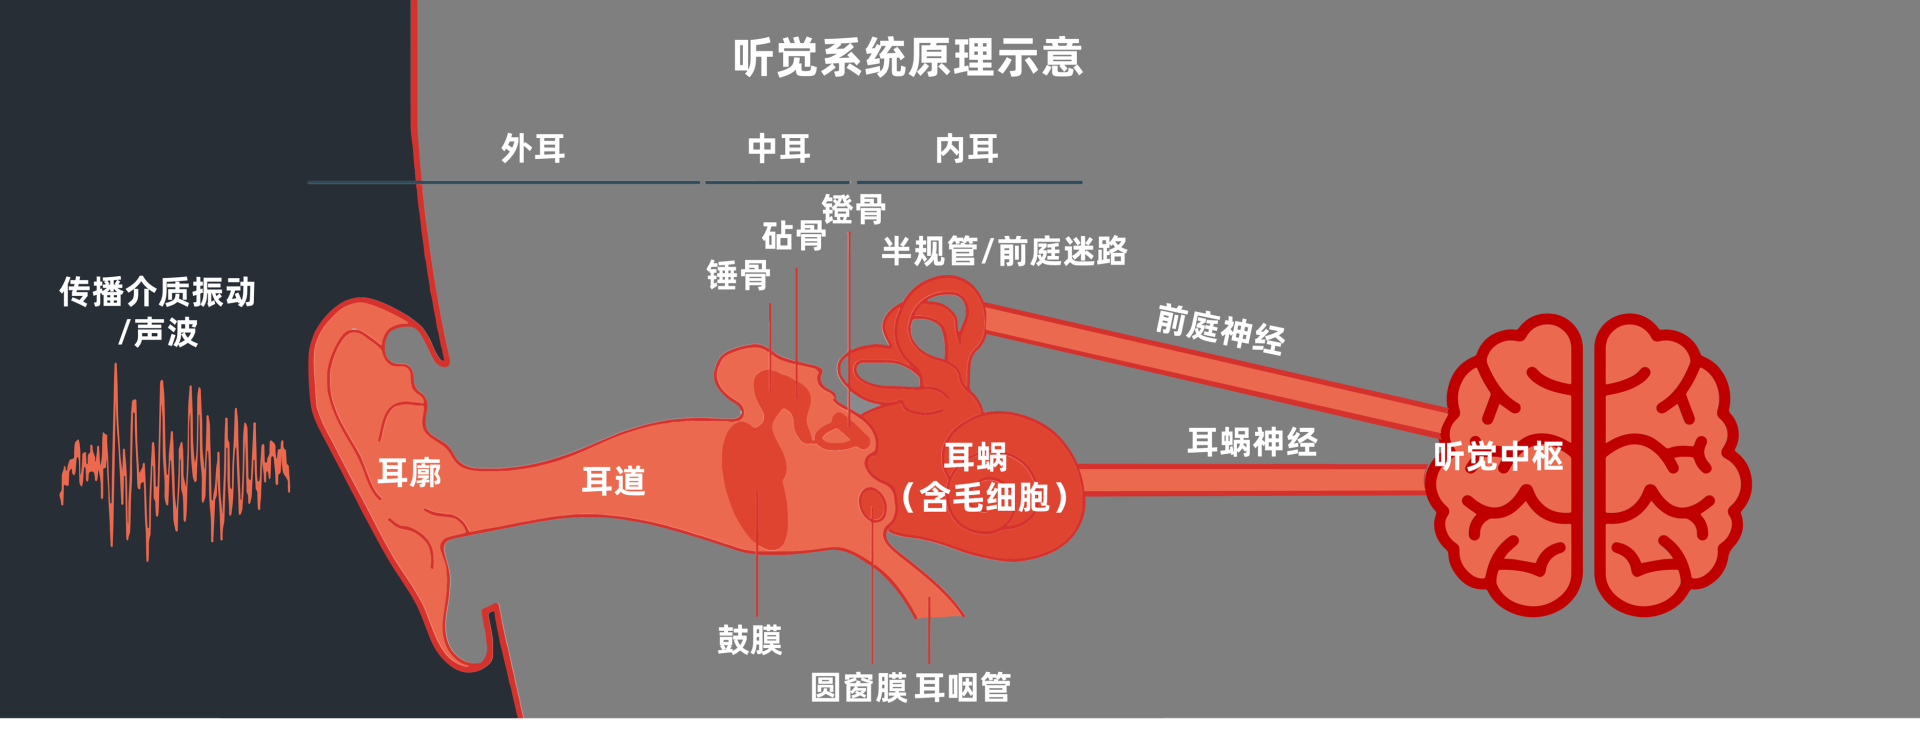 听觉系统原理示意
外耳
中耳
内耳
镫骨
砧骨
锤骨
半规管/前庭迷路
传播介质振动
/声波
前庭神经
耳蜗神经
听觉中枢
耳蜗
(含毛细胞)
耳廓
耳道
鼓膜
圆窗膜
耳咽管